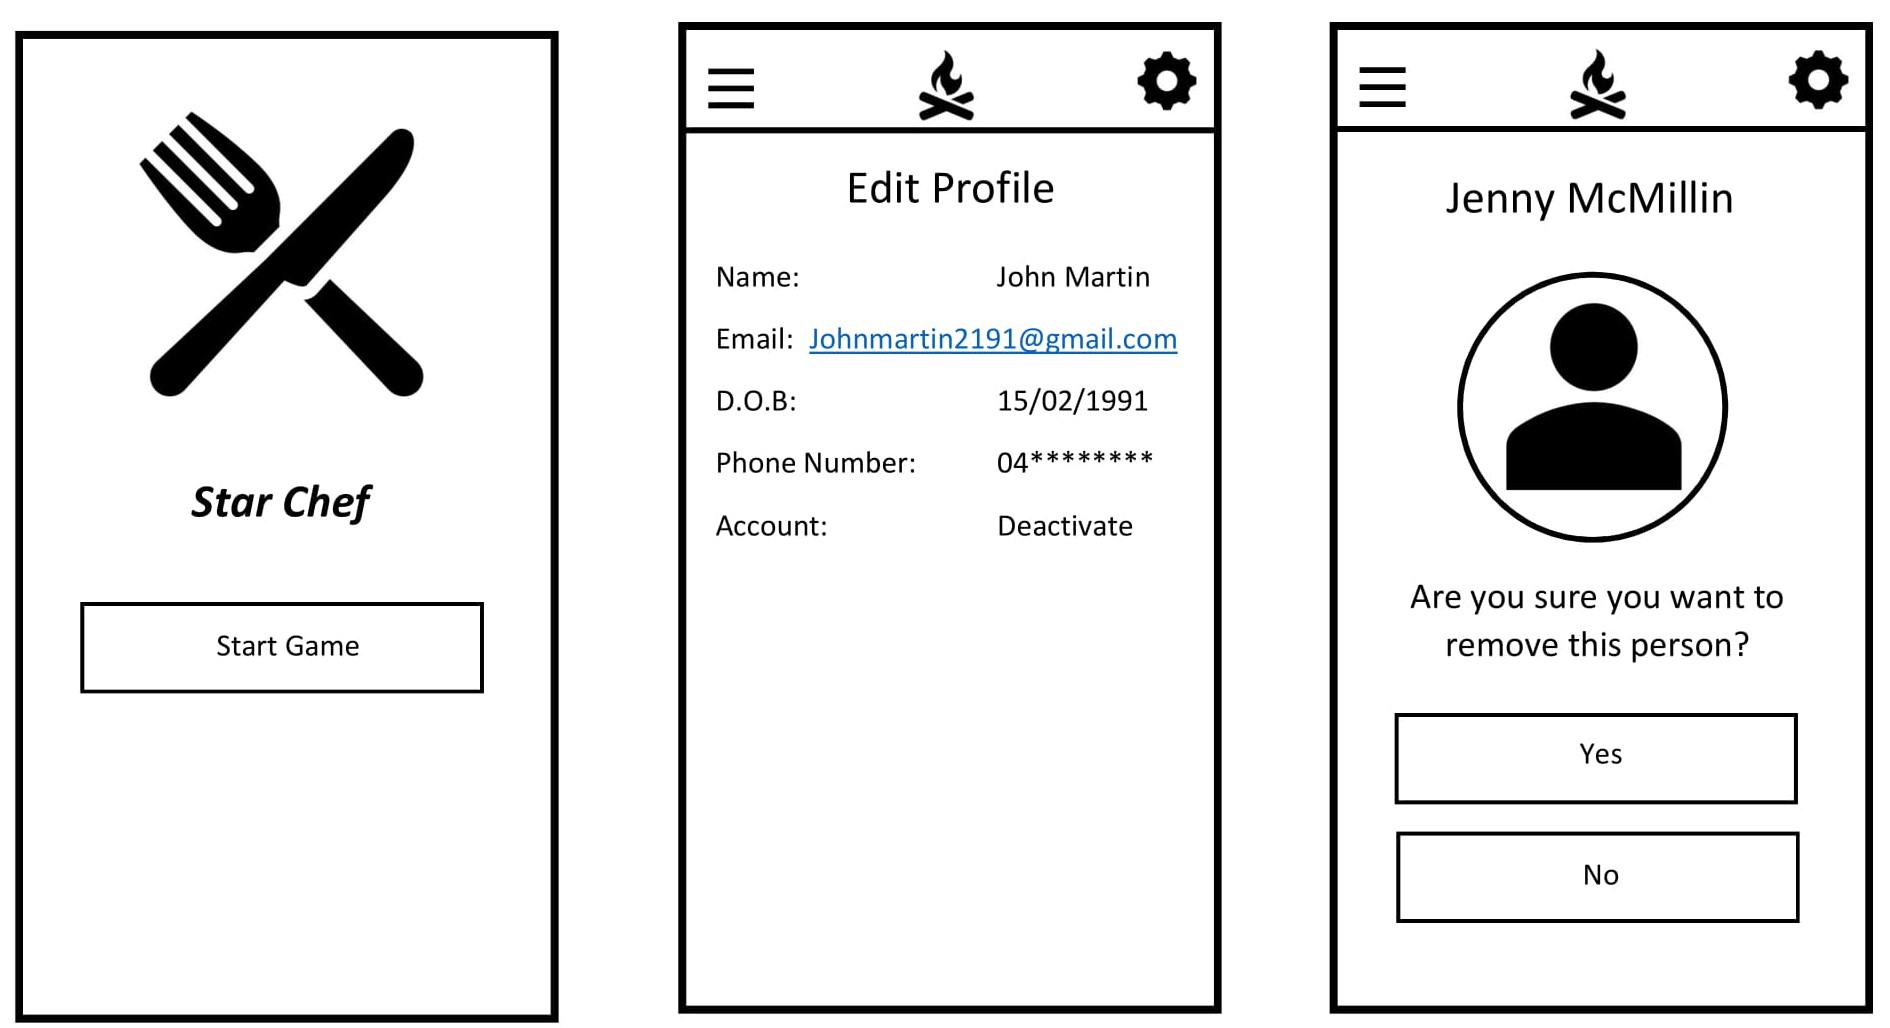 Star Chef
Start Game
Edit Profile
Name: John Martin
Email: Johnmartin2191@gmail.com
D.O.B: 15/02/1991
Phone Number: 04********
Account: Deactivate
Jenny McMillin
Are you sure you want to
remove this person?
Yes
No